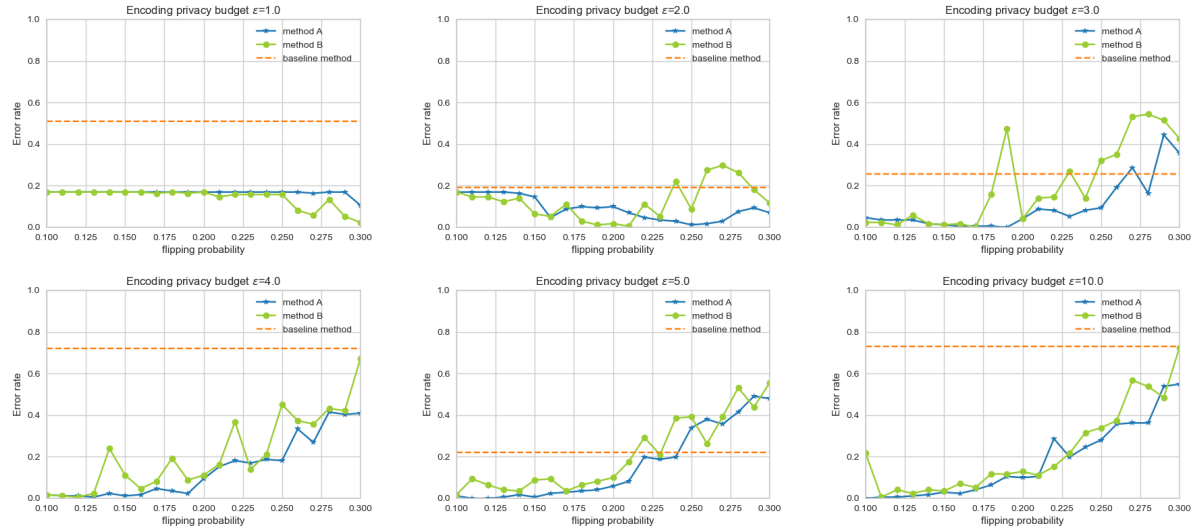 Encoding privacy budget ε=1.0
1.0
0.8
0.6
0.4
0.2
0.0
Error rate
method A
method B
baseline method
0.100 0.125 0.150 0.175 0.200 0.225 0.250 0.275 0.300
flipping probability
Encoding privacy budget ε=2.0
1.0
0.8
0.6
0.4
0.2
0.0
Error rate
method A
method B
baseline method
0.100 0.125 0.150 0.175 0.200 0.225 0.250 0.275 0.300
flipping probability
Encoding privacy budget ε=3.0
1.0
0.8
0.6
0.4
0.2
0.0
Error rate
method A
method B
baseline method
0.100 0.125 0.150 0.175 0.200 0.225 0.250 0.275 0.300
flipping probability
Encoding privacy budget ε=4.0
1.0
0.8
0.6
0.4
0.2
0.0
Error rate
method A
method B
baseline method
0.100 0.125 0.150 0.175 0.200 0.225 0.250 0.275 0.300
flipping probability
Encoding privacy budget ε=5.0
1.0
0.8
0.6
0.4
0.2
0.0
Error rate
method A
method B
baseline method
0.100 0.125 0.150 0.175 0.200 0.225 0.250 0.275 0.300
flipping probability
Encoding privacy budget ε=10.0
1.0
0.8
0.6
0.4
0.2
0.0
Error rate
method A
method B
baseline method
0.100 0.125 0.150 0.175 0.200 0.225 0.250 0.275 0.300
flipping probability